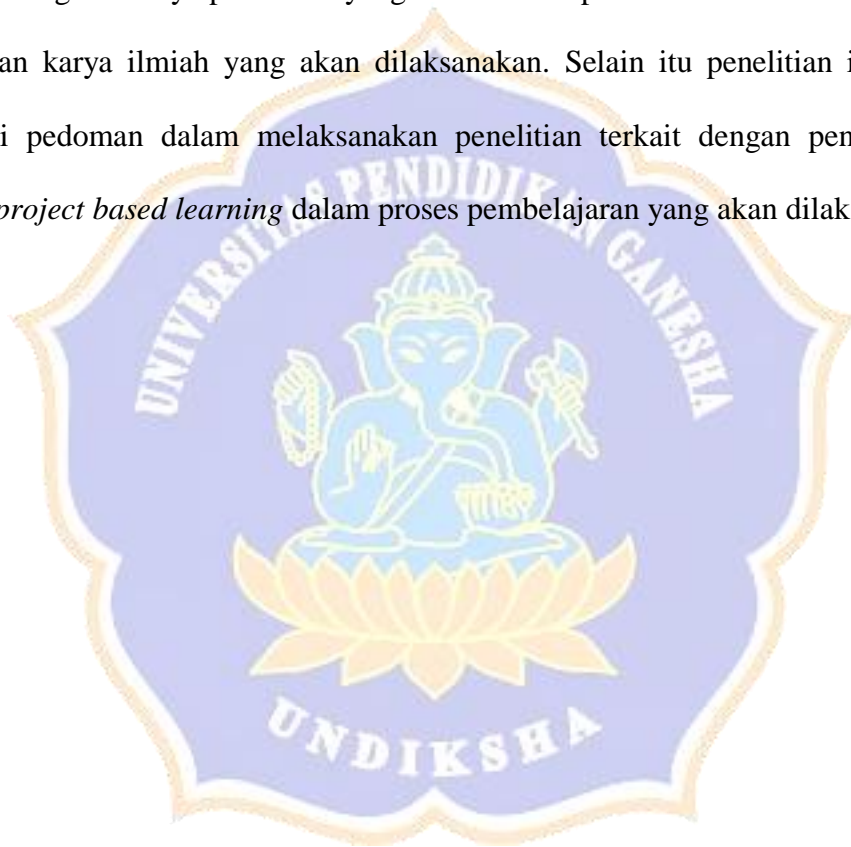 an karya ilmiah yang akan dilaksanakan. Selain itu penelitian i
i pedoman dalam melaksanakan penelitian terkait dengan pen
project based learning dalam proses pembelajaran yang akan dilak
UNIVERSITAS PENDIDIKAN GANESHA
UNDIKSHA